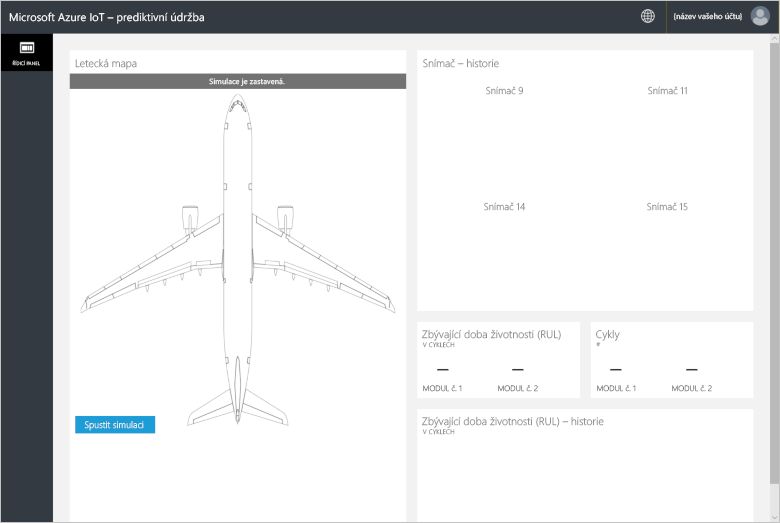 Microsoft Azure IoT – prediktivní údržba
(název vašeho účtu)
ŘÍDICÍ PANEL
Letecká mapa
Simulace je zastavená.
Spustit simulaci
Snímač – historie
Snímač 9
Snímač 11
Snímač 14
Snímač 15
Zbývající doba životnosti (RUL)
V CYKLECH
—
MODUL č. 1
—
MODUL č. 2
Cykly
#
—
MODUL č. 1
—
MODUL č. 2
Zbývající doba životnosti (RUL) – historie
V CYKLECH